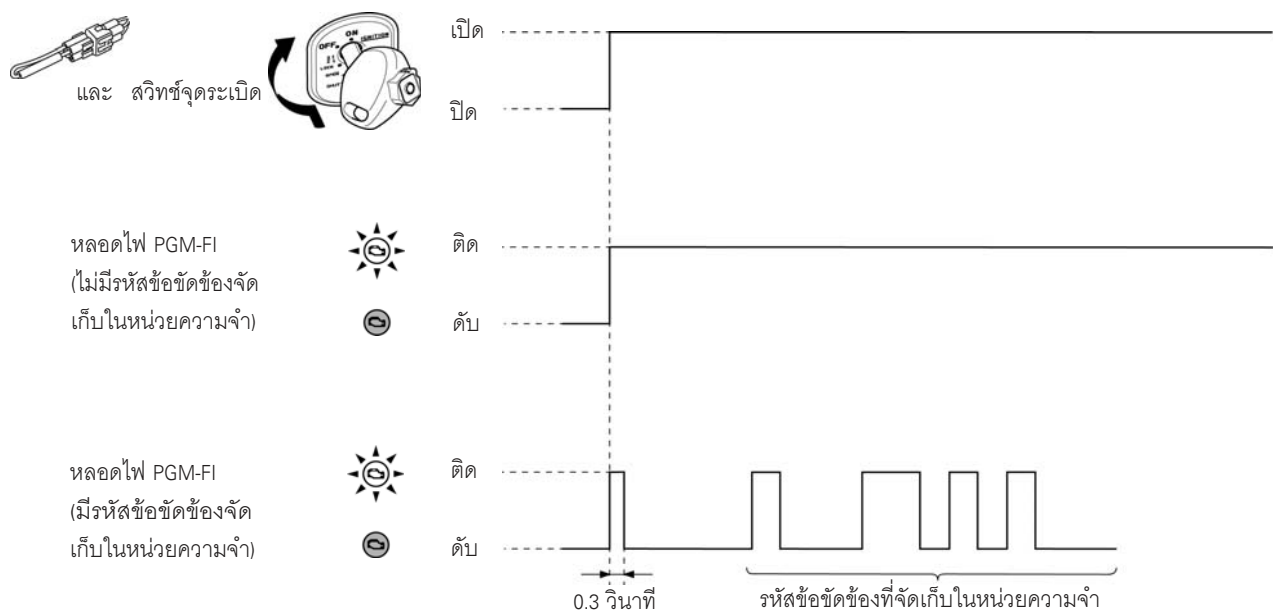 เปิด
ON
IGNITION
OFF
LOCK
และ สวิทช์จุดระเบิด
ปิด
หลอดไฟ PGM-FI
ติด
(ไม่มีรหัสข้อขัดข้องจัด
เก็บในหน่วยความจำ)
ดับ
หลอดไฟ PGM-FI
ติด
(มีรหัสข้อขัดข้องจัด
เก็บในหน่วยความจำ)
ดับ
0.3 วินาที
รหัสข้อขัดข้องที่จัดเก็บในหน่วยความจำ